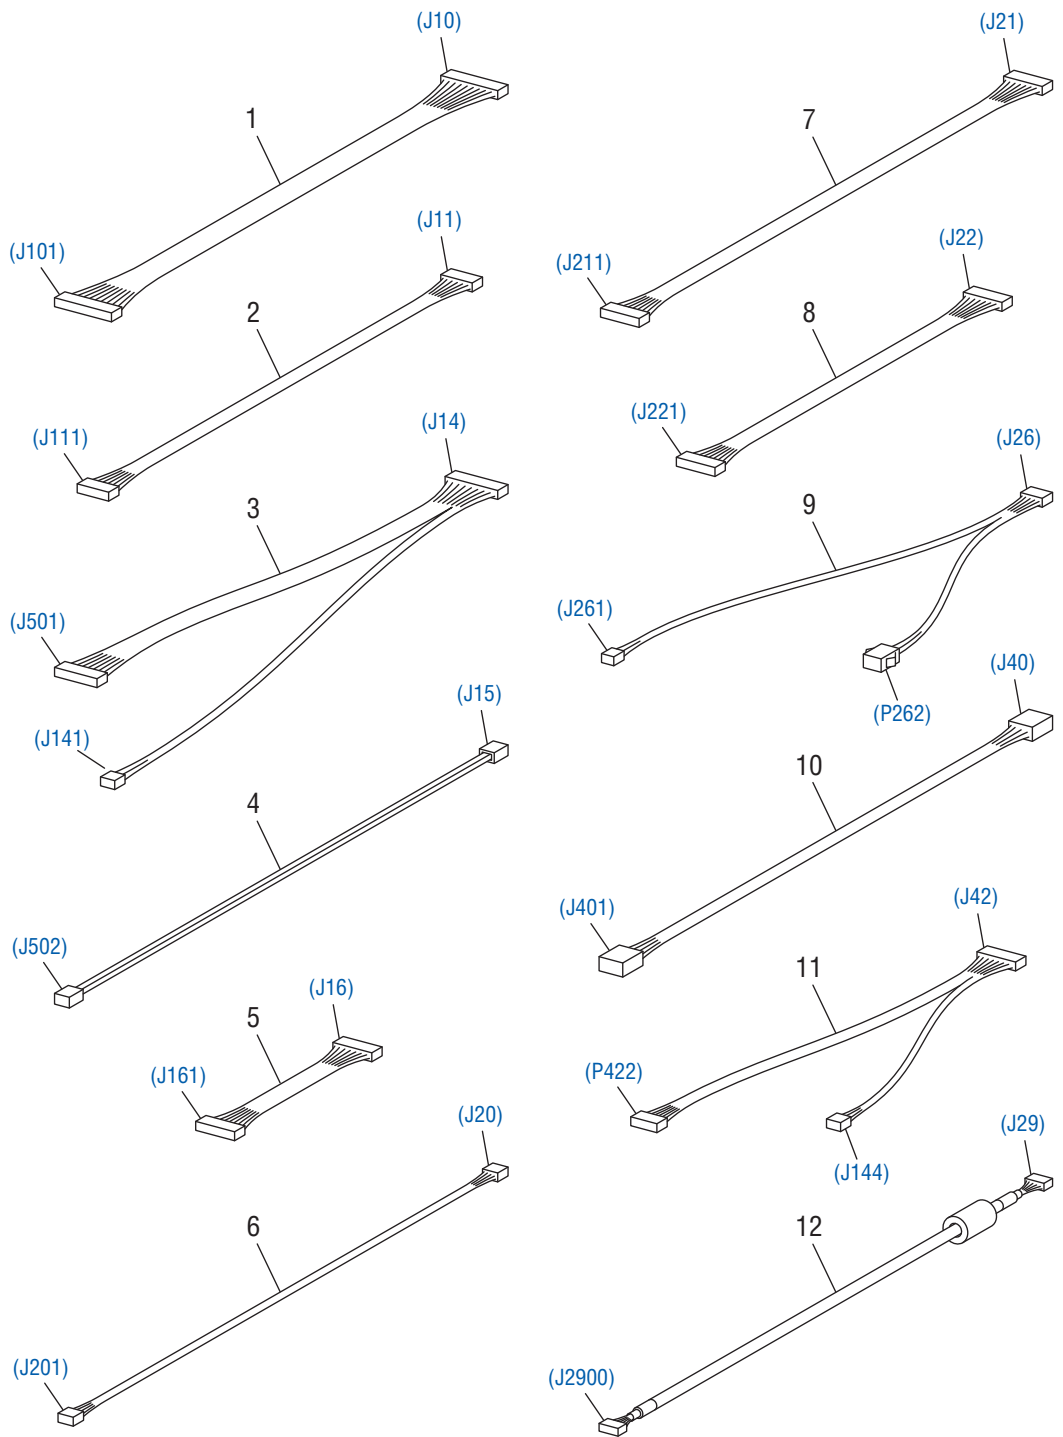 (J10)
1
(J101)
(J11)
2
(J111)
(J14)
3
(J501)
(J141)
(J15)
4
(J502)
(J16)
5
(J161)
(J20)
6
(J201)
(J21)
7
(J211)
(J22)
8
(J221)
(J26)
9
(J261)
(P262)
(J40)
10
(J401)
(J42)
11
(P422)
(J144)
(J29)
12
(J2900)